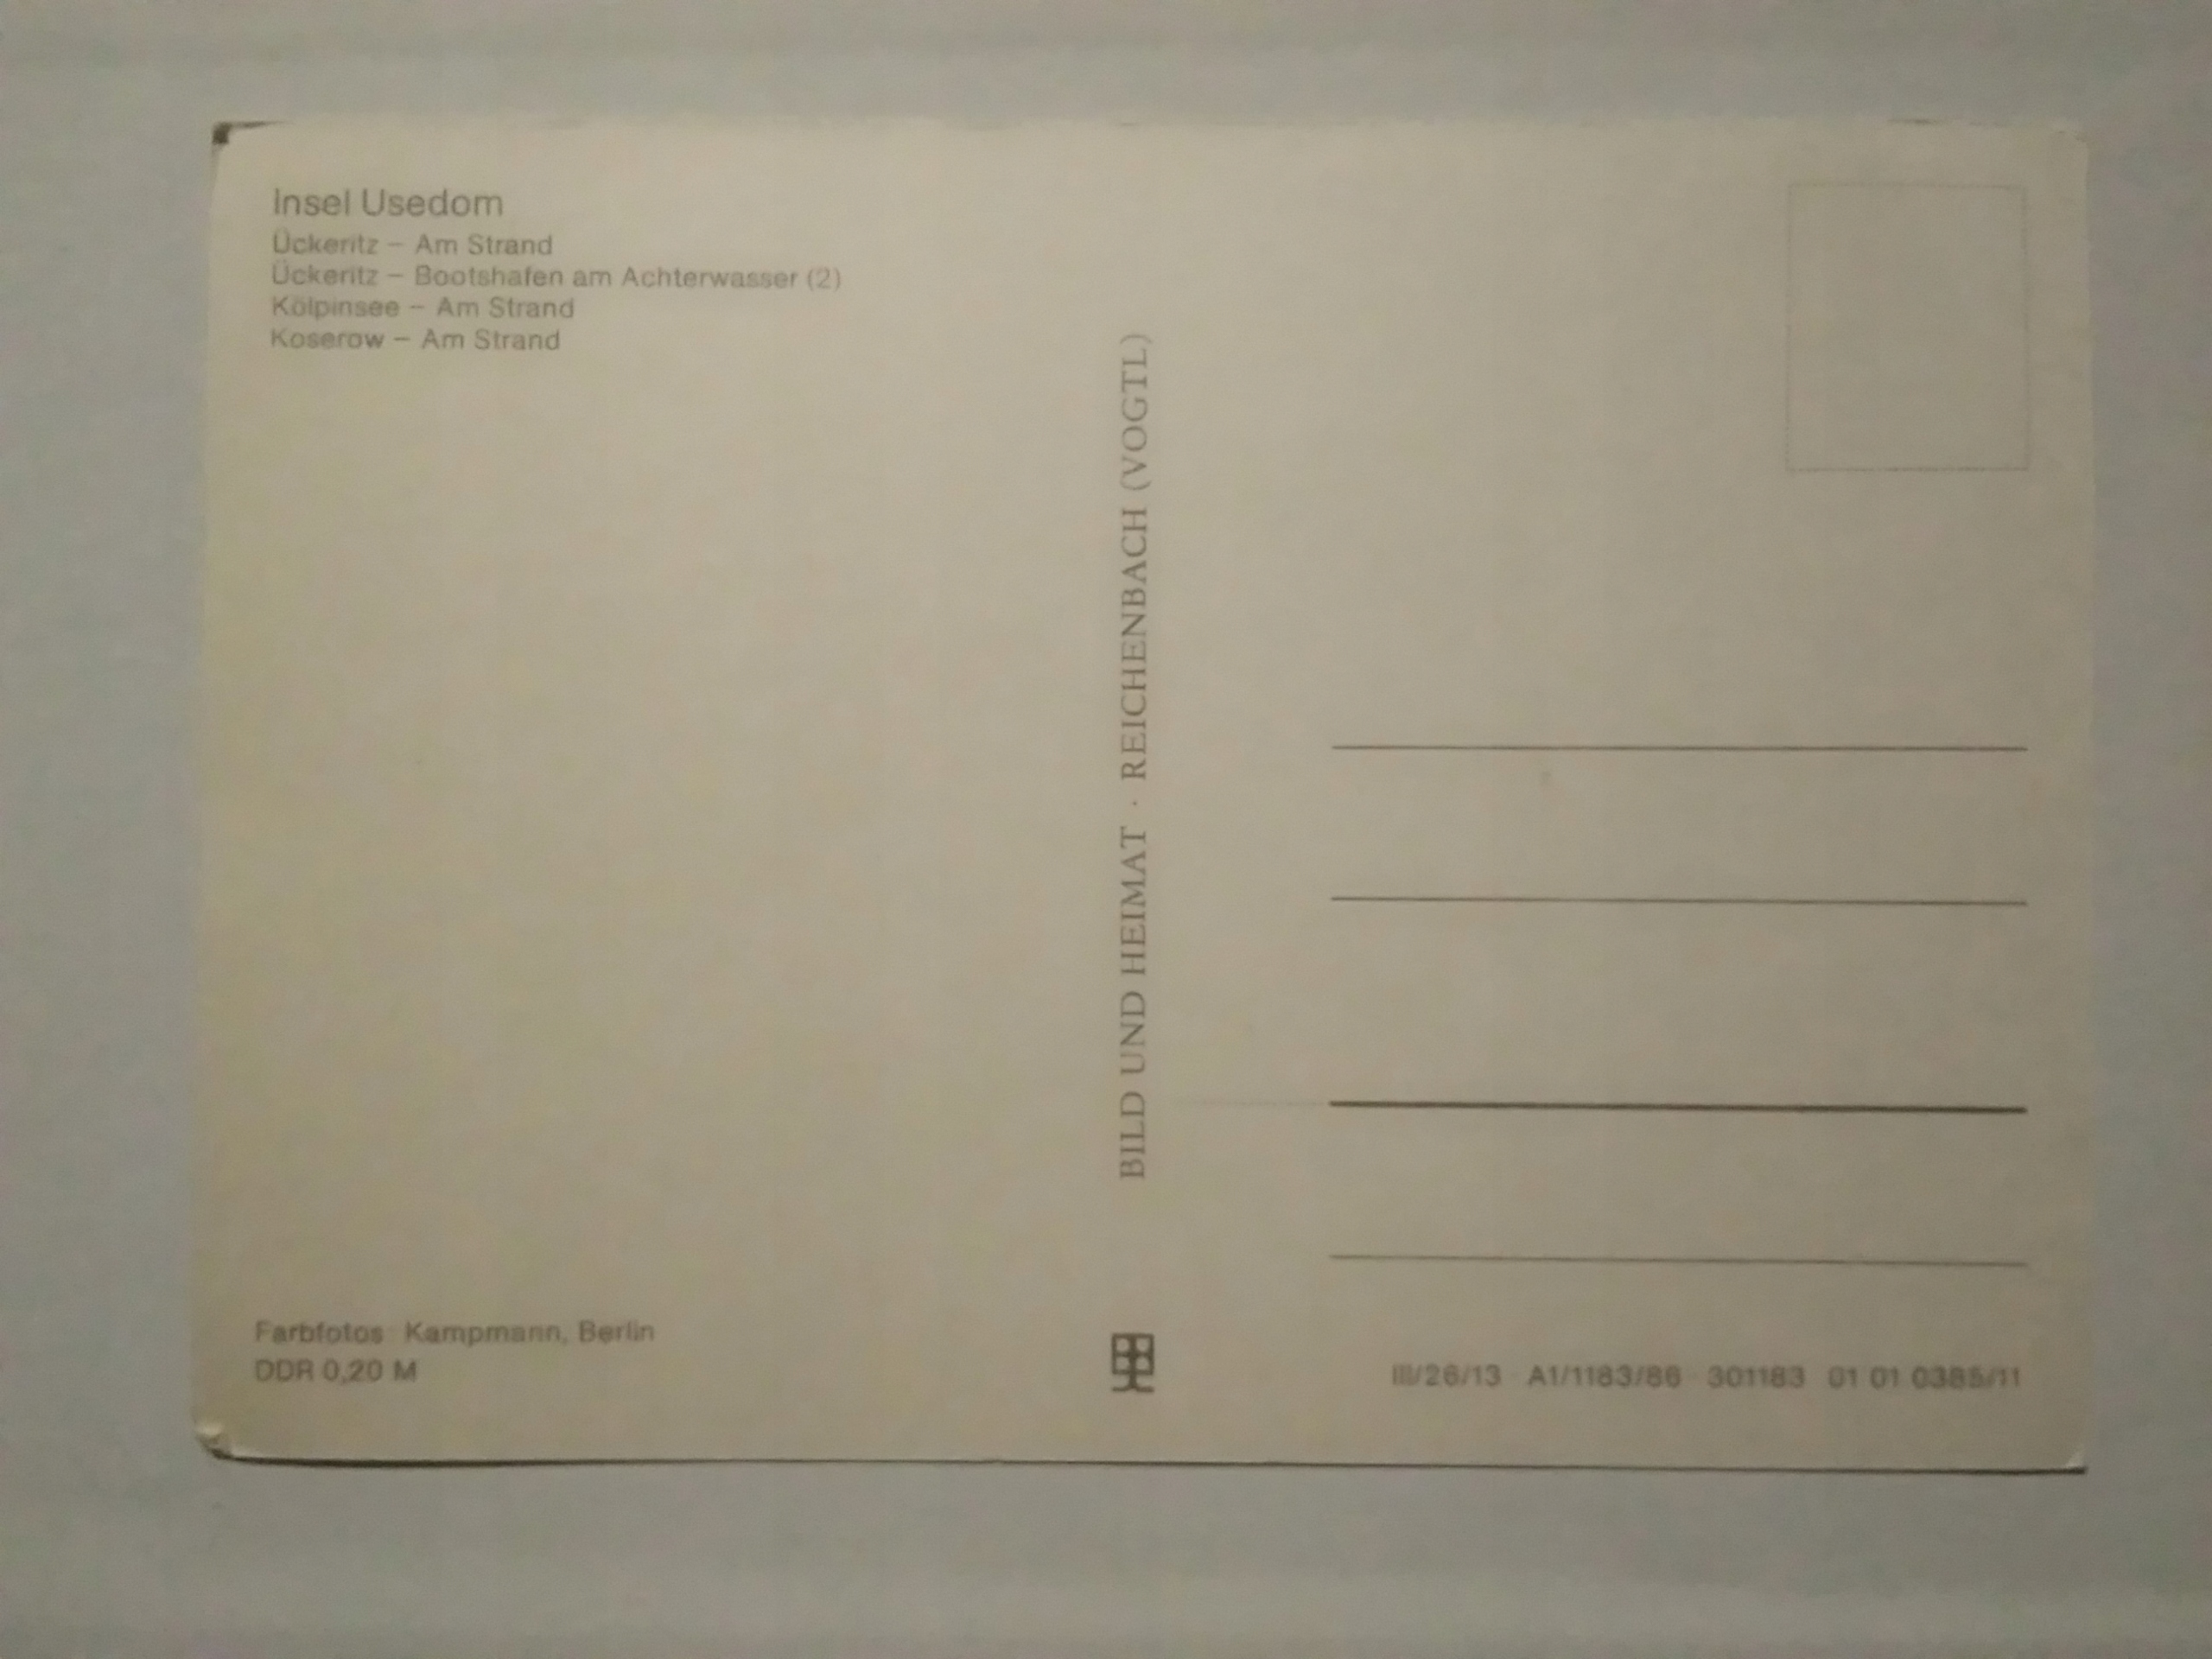 Insel Usedom
Ückeritz – Am Strand
Ückeritz – Bootshafen am Achterwasser (2)
Kölpinsee – Am Strand
Koserow – Am Strand
BILD UND HEIMAT · REICHENBACH (VOGTL)
Farbfotos: Kampmann, Berlin
DDR 0,20 M
III/26/13 · A1/1183/86 · 301183 01 01 0385/11